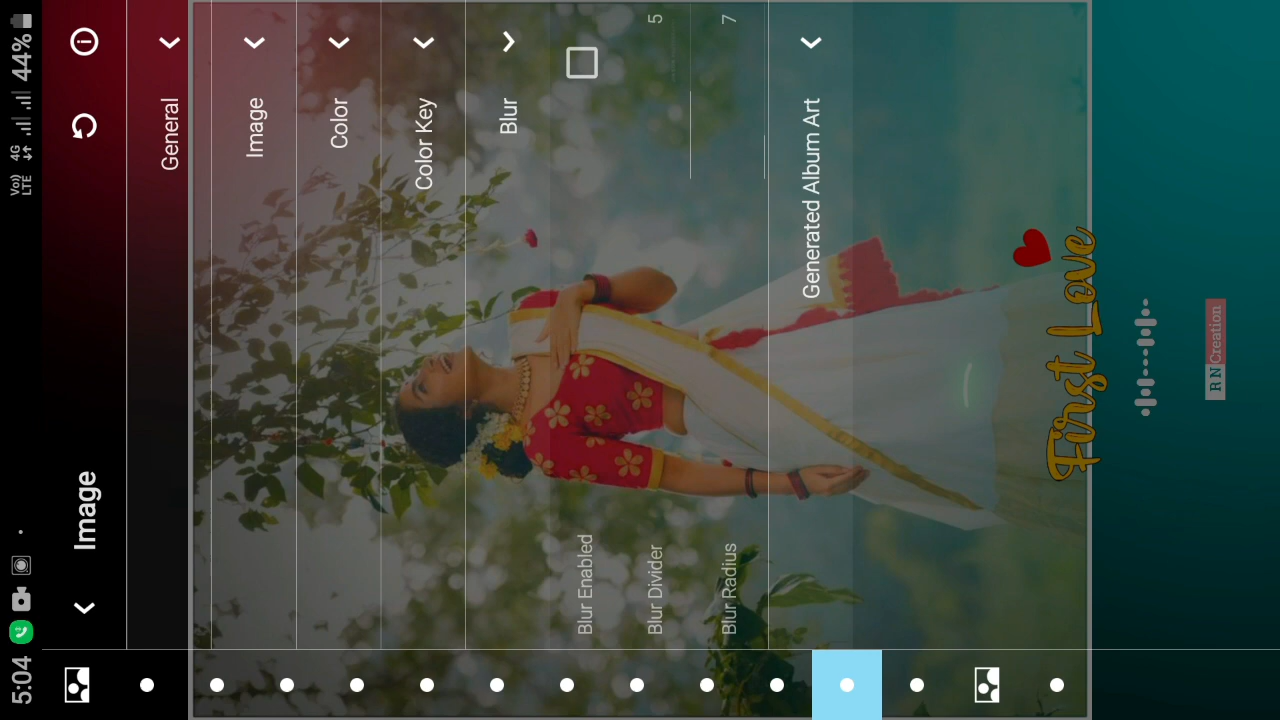 5:04
Vo)) LTE 4G 44%
Image
General
Image
Color
Color Key
Blur
Blur Enabled
Blur Divider 5
Blur Radius 7
Generated Album Art
First Love
R N Creation